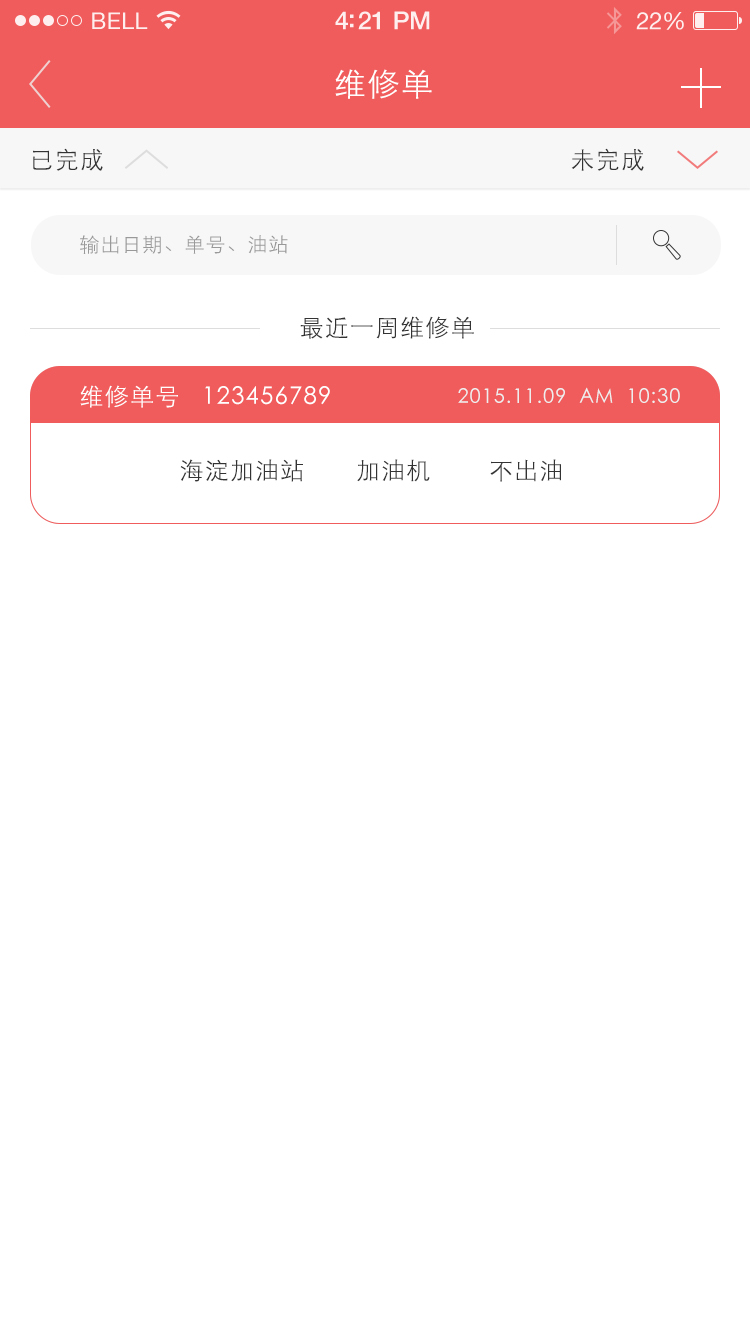 BELL 4:21 PM 22%
维修单
已完成 未完成
输出日期、单号、油站
最近一周维修单
维修单号 123456789 2015.11.09 AM 10:30
海淀加油站 加油机 不出油